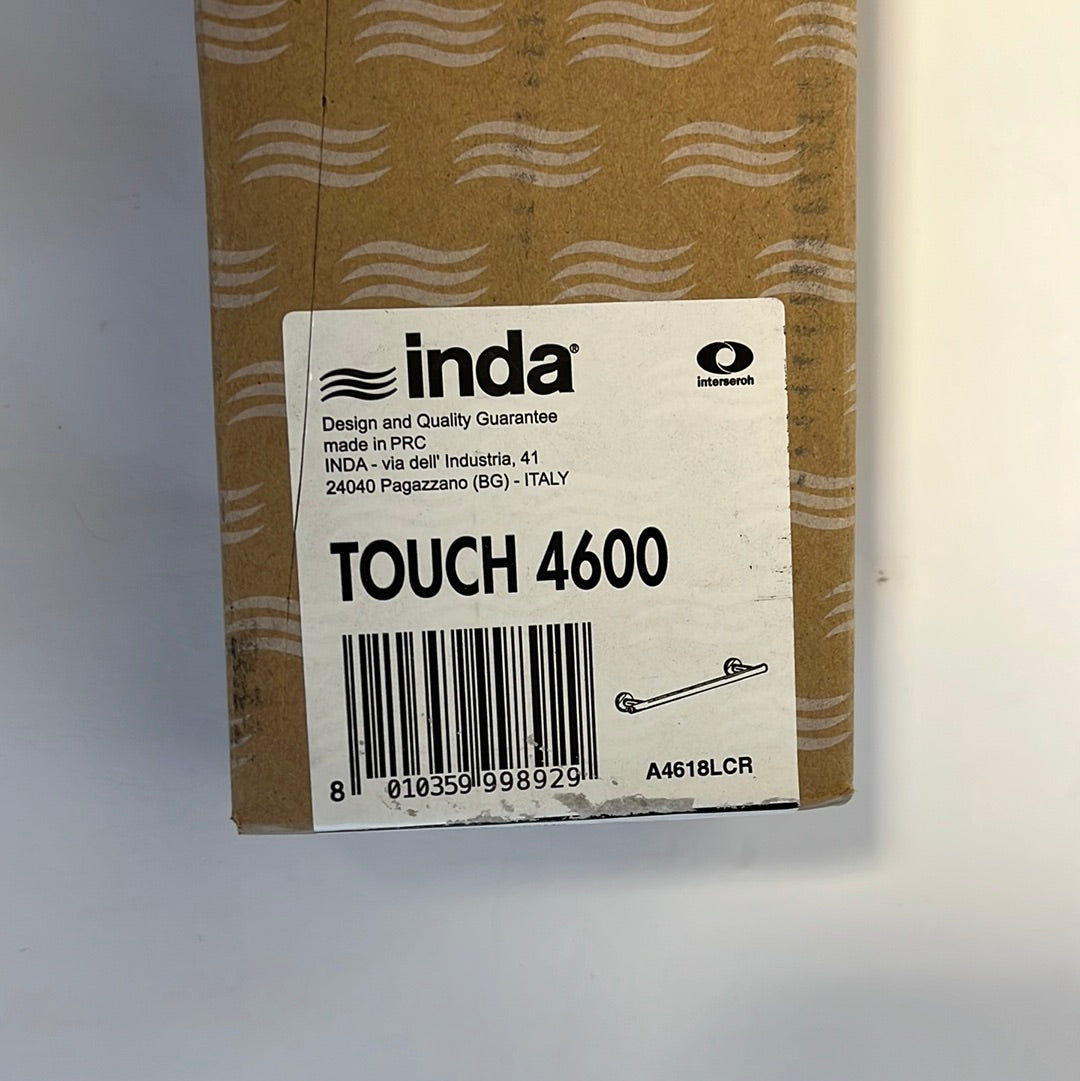 inda®
interseroh
Design and Quality Guarantee
made in PRC
INDA - via dell' Industria, 41
24040 Pagazzano (BG) - ITALY
TOUCH 4600
8 010359 998929
A4618LCR